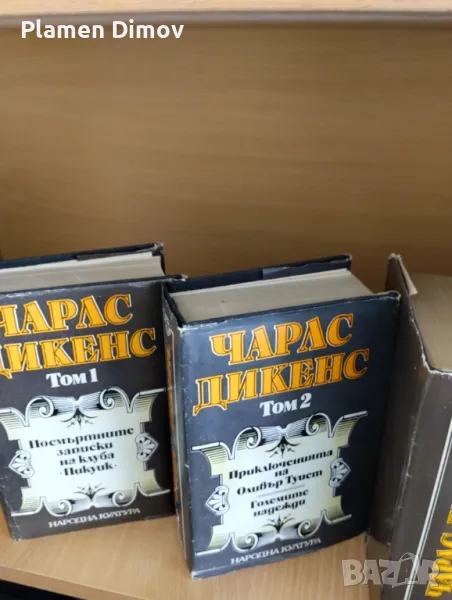 Plamen Dimov
ЧАРЛС
ДИКЕНС
Том 1
Посмъртните
записки
на клуба
„Пикуик“
НАРОДНА КУЛТУРА
ЧАРЛС
ДИКЕНС
Том 2
Приключенията
на
Оливър Туист
Големите
надежди
НАРОДНА КУЛТУРА
BAZAR